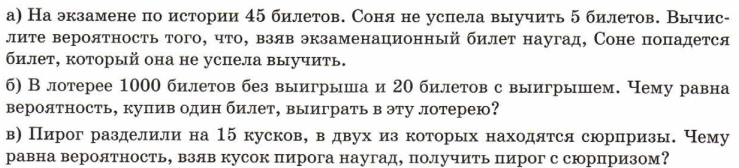 а) На экзамене по истории 45 билетов. Соня не успела выучить 5 билетов. Вычис-
лите вероятность того, что, взяв экзаменационный билет наугад, Соне попадется
билет, который она не успела выучить.
б) В лотерее 1000 билетов без выигрыша и 20 билетов с выигрышем. Чему равна
вероятность, купив один билет, выиграть в эту лотерею?
в) Пирог разделили на 15 кусков, в двух из которых находятся сюрпризы. Чему
равна вероятность, взяв кусок пирога наугад, получить пирог с сюрпризом?